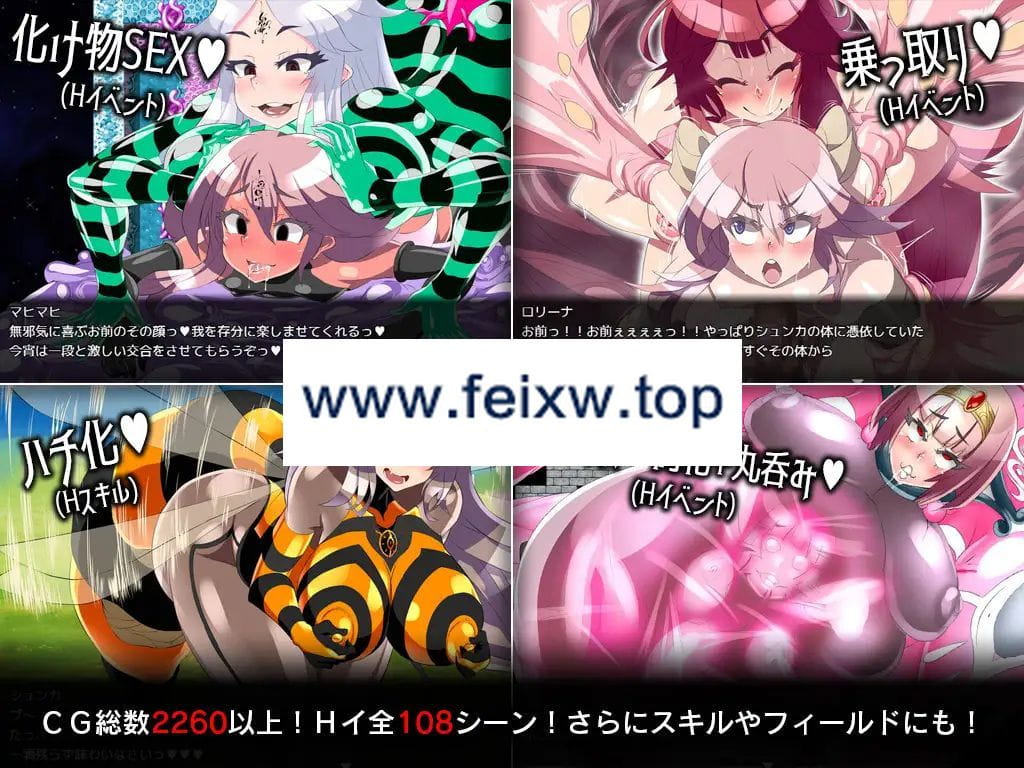 化け物SEX♥
(Hイベント)
マヒマヒ
無邪気に喜ぶお前のその顔っ♥我を存分に楽しませてくれるっ♥
今宵は一段と激しい交合をさせてもらうぞっ♥
乗っ取り♥
(Hイベント)
ロリーナ
お前っ!!お前ぇぇぇぇっ!!やっぱりシュンカの体に憑依していた
すぐその体から
www.feixw.top
ハチ化♥
(Hスキル)
丸呑み♥
(Hイベント)
シュンカ
CG総数2260以上!Hイ全108シーン!さらにスキルやフィールドにも!